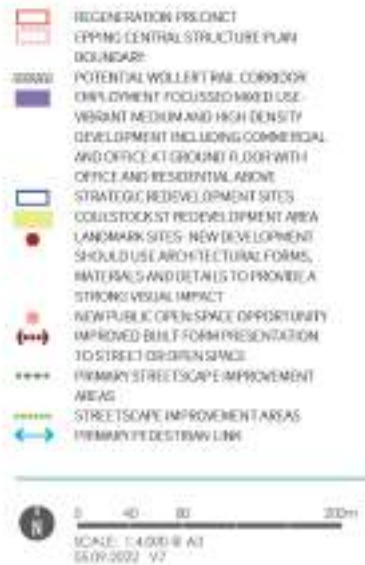 REGENERATION PRECINCT
EPPING CENTRAL STRUCTURE PLAN
BOUNDARY
POTENTIAL WOLLERT RAIL CORRIDOR
EMPLOYMENT FOCUSSED MIXED USE
VIBRANT MEDIUM AND HIGH DENSITY
DEVELOPMENT INCLUDING COMMERCIAL
AND OFFICE AT GROUND FLOOR WITH
OFFICE AND RESIDENTIAL ABOVE
STRATEGIC REDEVELOPMENT SITES
COULSTOCK ST REDEVELOPMENT AREA
LANDMARK SITES- NEW DEVELOPMENT
SHOULD USE ARCHITECTURAL FORMS,
MATERIALS AND DETAILS TO PROVIDE A
STRONG VISUAL IMPACT
NEW PUBLIC OPEN SPACE OPPORTUNITY
IMPROVED BUILT FORM PRESENTATION
TO STREET OR OPEN SPACE
PRIMARY STREETSCAPE IMPROVEMENT
AREAS
STREETSCAPE IMPROVEMENT AREAS
PRIMARY PEDESTRIAN LINK
N
0 40 80 200m
SCALE: 1:4,000 @ A3
05.09.2022 V7